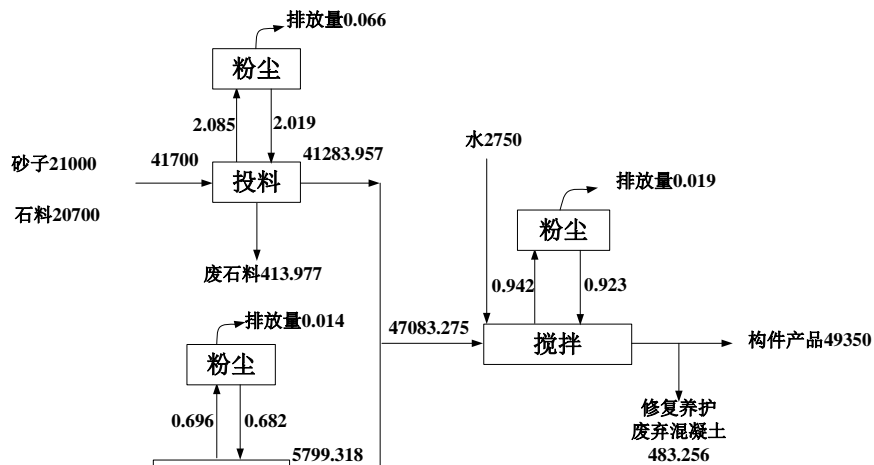 排放量0.066
粉尘
2.085
2.019
水2750
砂子21000
41700
41283.957
投料
排放量0.019
石料20700
粉尘
废石料413.977
0.942
0.923
排放量0.014
47083.275
搅拌
构件产品49350
粉尘
修复养护
废弃混凝土
483.256
0.696
0.682
5799.318